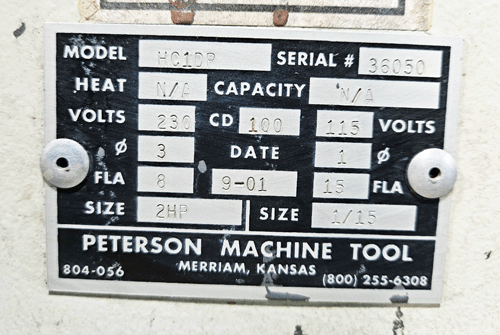 MODEL HC1DP SERIAL # 36050
HEAT N/A CAPACITY N/A
VOLTS 230 CD 100 115 VOLTS
Ø 3 DATE 1 Ø
FLA 8 9-01 15 FLA
SIZE 2HP SIZE 1/15
PETERSON MACHINE TOOL
MERRIAM, KANSAS
804-056 (800) 255-6308